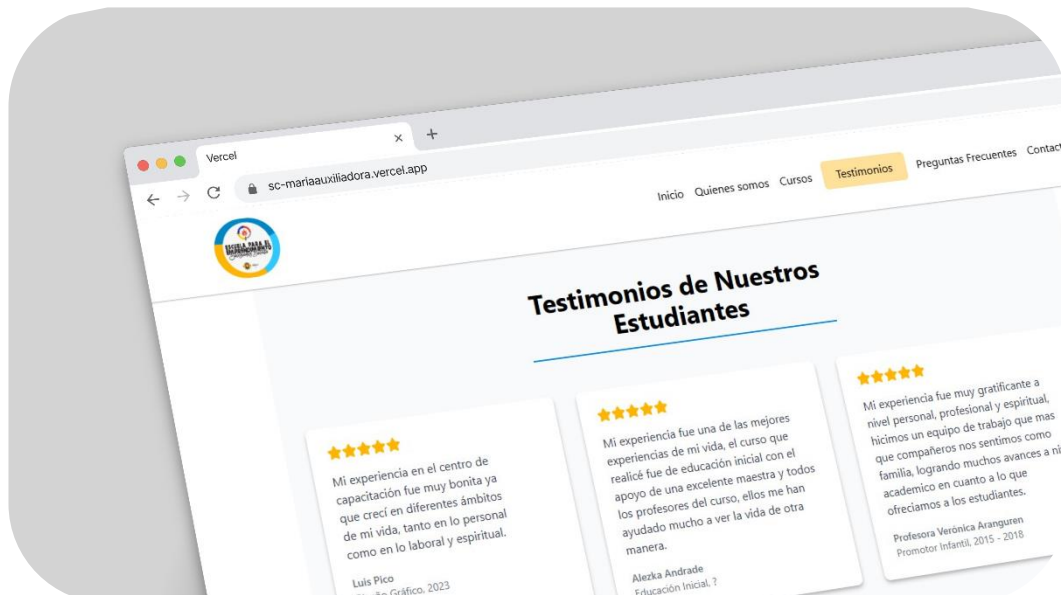 Vercel
sc-mariaauxiliadora.vercel.app
Inicio Quienes somos Cursos Testimonios Preguntas Frecuentes Contact
ESCUELA PARA EL
EMPRENDIMIENTO
Testimonios de Nuestros
Estudiantes
Mi experiencia en el centro de
capacitación fue muy bonita ya
que crecí en diferentes ámbitos
de mi vida, tanto en lo personal
como en lo laboral y espiritual.
Luis Pico
Gráfico, 2023
Mi experiencia fue una de las mejores
experiencias de mi vida, el curso que
realicé fue de educación inicial con el
apoyo de una excelente maestra y todos
los profesores del curso, ellos me han
ayudado mucho a ver la vida de otra
manera.
Alezka Andrade
Educación Inicial, ?
Mi experiencia fue muy gratificante a
nivel personal, profesional y espiritual,
hicimos un equipo de trabajo que mas
que compañeros nos sentimos como
familia, logrando muchos avances a ni
academico en cuanto a lo que
ofreciamos a los estudiantes.
Profesora Verónica Aranguren
Promotor Infantil, 2015 - 2018